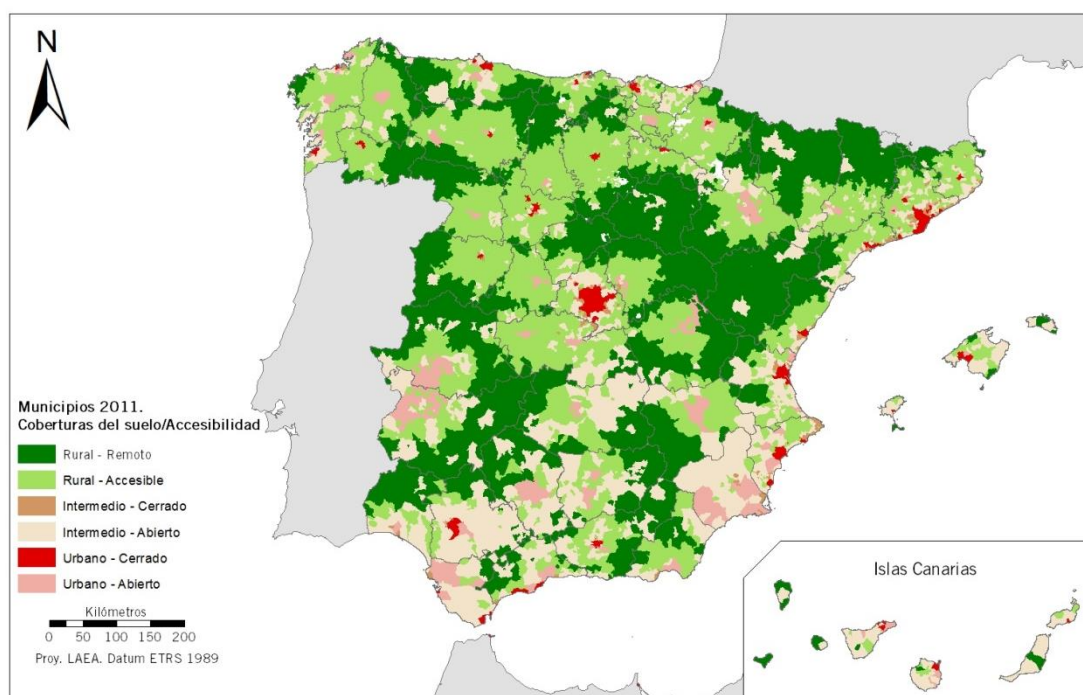 N
Municipios 2011.
Coberturas del suelo/Accesibilidad
Rural - Remoto
Rural - Accesible
Intermedio - Cerrado
Intermedio - Abierto
Urbano - Cerrado
Urbano - Abierto
Kilómetros
0 25 50 100 150 200
Proy. LAEA. Datum ETRS 1989
Islas Canarias